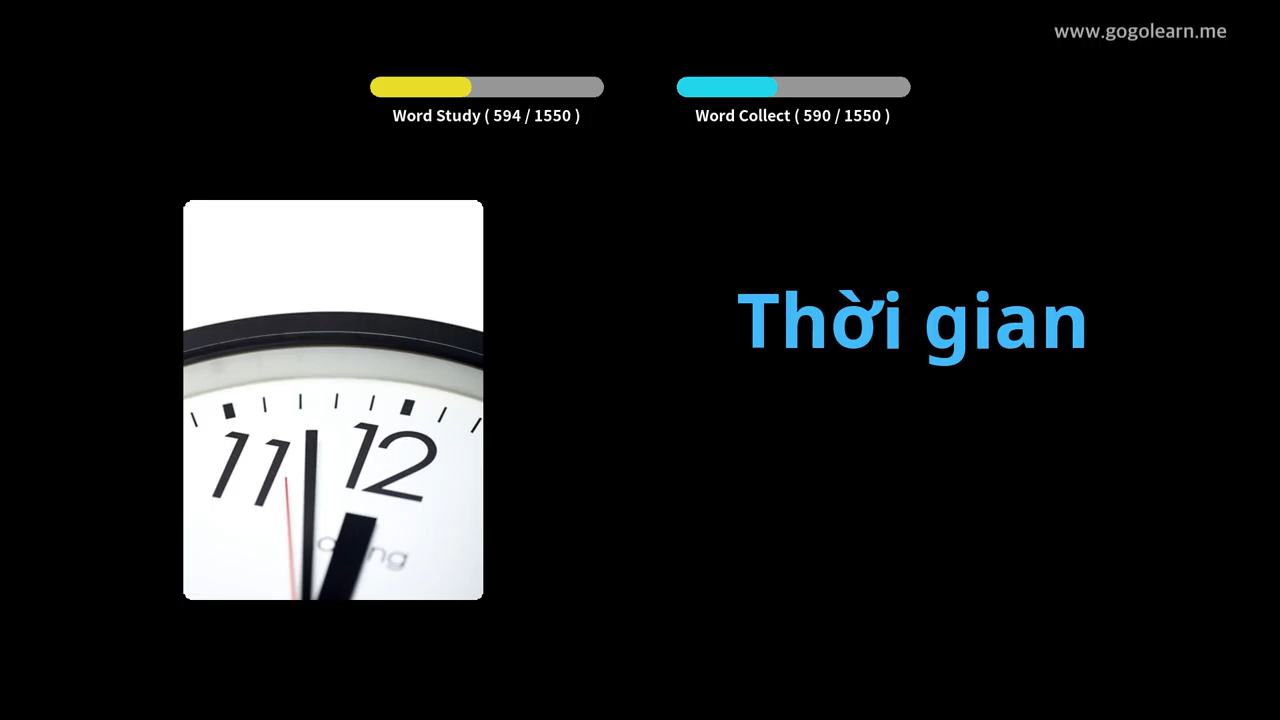 www.gogolearn.me
Word Study ( 594 / 1550 )
Word Collect ( 590 / 1550 )
Thời gian
11
12